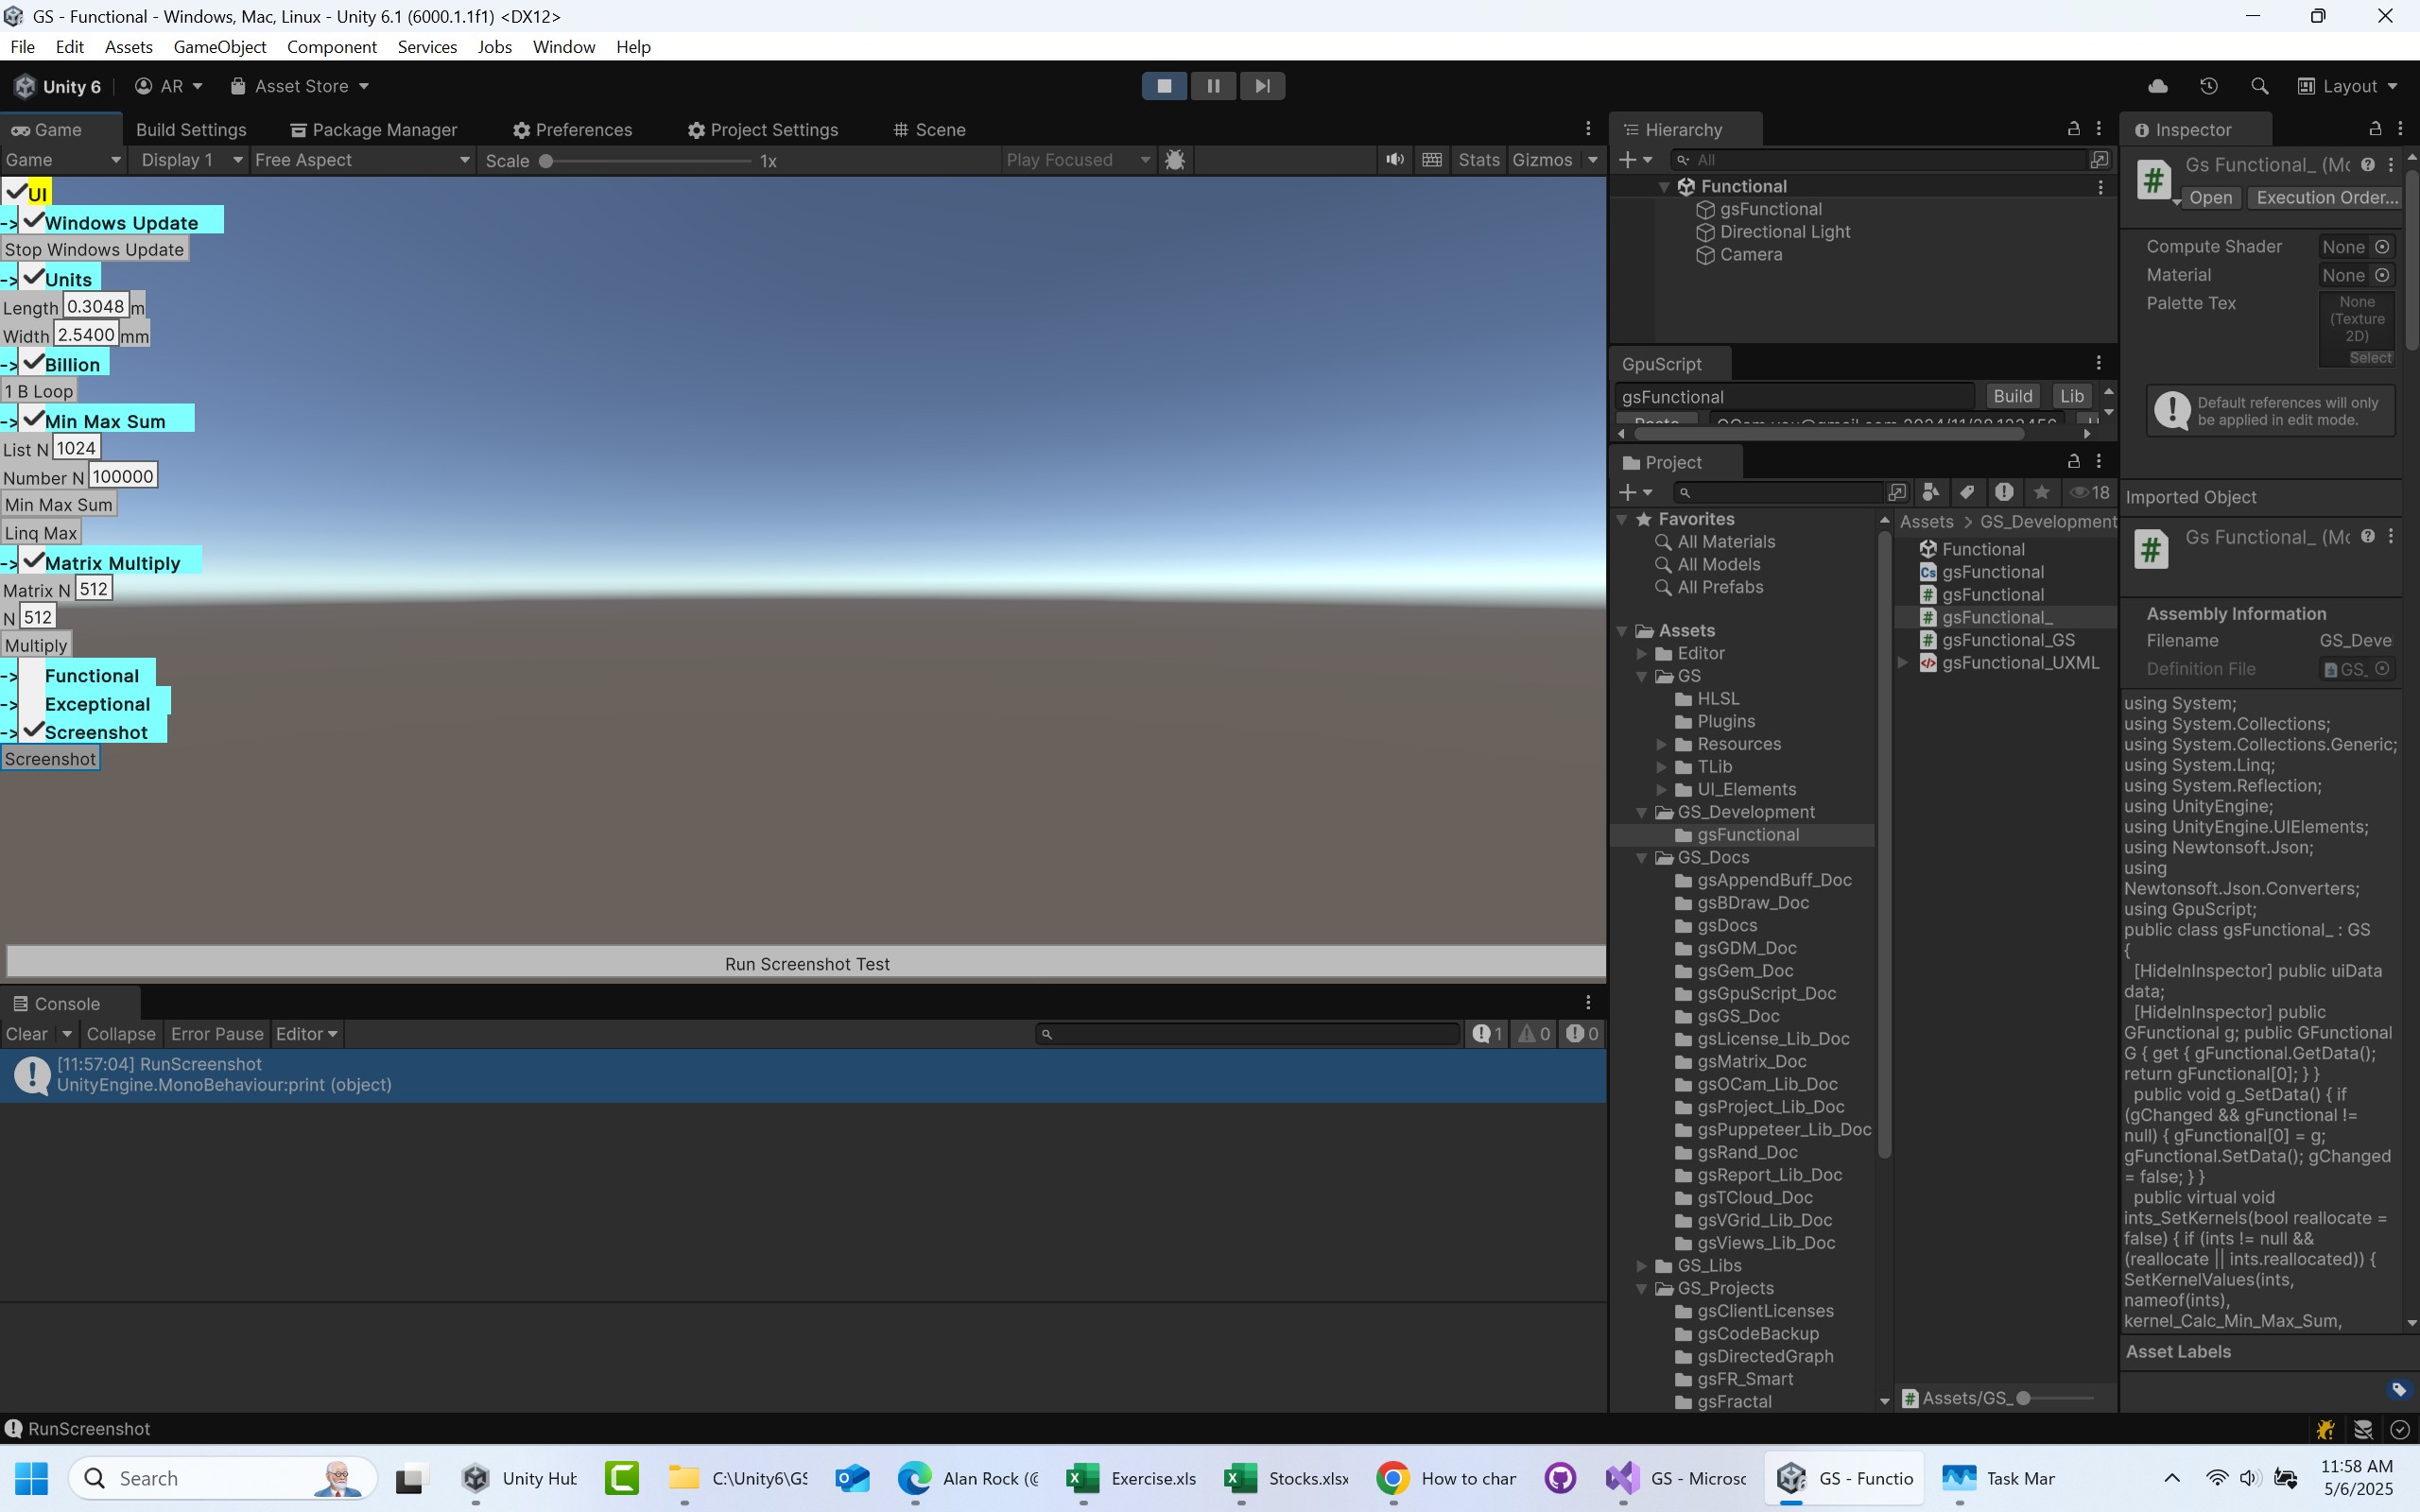 GS - Functional - Windows, Mac, Linux - Unity 6.1 (6000.1.1f1) <DX12>
File Edit Assets GameObject Component Services Jobs Window Help
Unity 6 AR Asset Store Layout
Game Build Settings Package Manager Preferences Project Settings Scene
Game Display 1 Free Aspect Scale 1x Play Focused Stats Gizmos
UI
-> Windows Update
Stop Windows Update
-> Units
Length 0.3048 m
Width 2.5400 mm
-> Billion
1 B Loop
-> Min Max Sum
List N 1024
Number N 100000
Min Max Sum
Linq Max
-> Matrix Multiply
Matrix N 512
N 512
Multiply
-> Functional
-> Exceptional
-> Screenshot
Screenshot
Run Screenshot Test
Console
Clear Collapse Error Pause Editor 1 0 0
[11:57:04] RunScreenshot
UnityEngine.MonoBehaviour:print (object)
RunScreenshot
Hierarchy
All
Functional
gsFunctional
Directional Light
Camera
GpuScript
gsFunctional Build Lib
Project
18
Favorites
All Materials
All Models
All Prefabs
Assets
Editor
GS
HLSL
Plugins
Resources
TLib
UI_Elements
GS_Development
gsFunctional
GS_Docs
gsAppendBuff_Doc
gsBDraw_Doc
gsDocs
gsGDM_Doc
gsGem_Doc
gsGpuScript_Doc
gsGS_Doc
gsLicense_Lib_Doc
gsMatrix_Doc
gsOCam_Lib_Doc
gsProject_Lib_Doc
gsPuppeteer_Lib_Doc
gsRand_Doc
gsReport_Lib_Doc
gsTCloud_Doc
gsVGrid_Lib_Doc
gsViews_Lib_Doc
GS_Libs
GS_Projects
gsClientLicenses
gsCodeBackup
gsDirectedGraph
gsFR_Smart
gsFractal
Assets > GS_Development
Functional
gsFunctional
gsFunctional
gsFunctional_
gsFunctional_GS
gsFunctional_UXML
Assets/GS_
Inspector
Gs Functional_ (Mc
Open Execution Order...
Compute Shader None
Material None
Palette Tex None
(Texture
2D)
Select
Default references will only
be applied in edit mode.
Imported Object
Gs Functional_ (Mc
Assembly Information
Filename GS_Deve
Definition File GS_
using System;
using System.Collections;
using System.Collections.Generic;
using System.Linq;
using System.Reflection;
using UnityEngine;
using UnityEngine.UIElements;
using Newtonsoft.Json;
using
Newtonsoft.Json.Converters;
using GpuScript;
public class gsFunctional_ : GS
{
[HideInInspector] public uiData
data;
[HideInInspector] public
GFunctional g; public GFunctional
G { get { gFunctional.GetData();
return gFunctional[0]; } }
public void g_SetData() { if
(gChanged && gFunctional !=
null) { gFunctional[0] = g;
gFunctional.SetData(); gChanged
= false; } }
public virtual void
ints_SetKernels(bool reallocate =
false) { if (ints != null &&
(reallocate || ints.reallocated)) {
SetKernelValues(ints,
nameof(ints),
kernel_Calc_Min_Max_Sum,
Asset Labels
Search Unity Hub C:\Unity6\GS Alan Rock (@ Exercise.xls Stocks.xlsx How to char GS - Microsc GS - Functio Task Mar
11:58 AM
5/6/2025